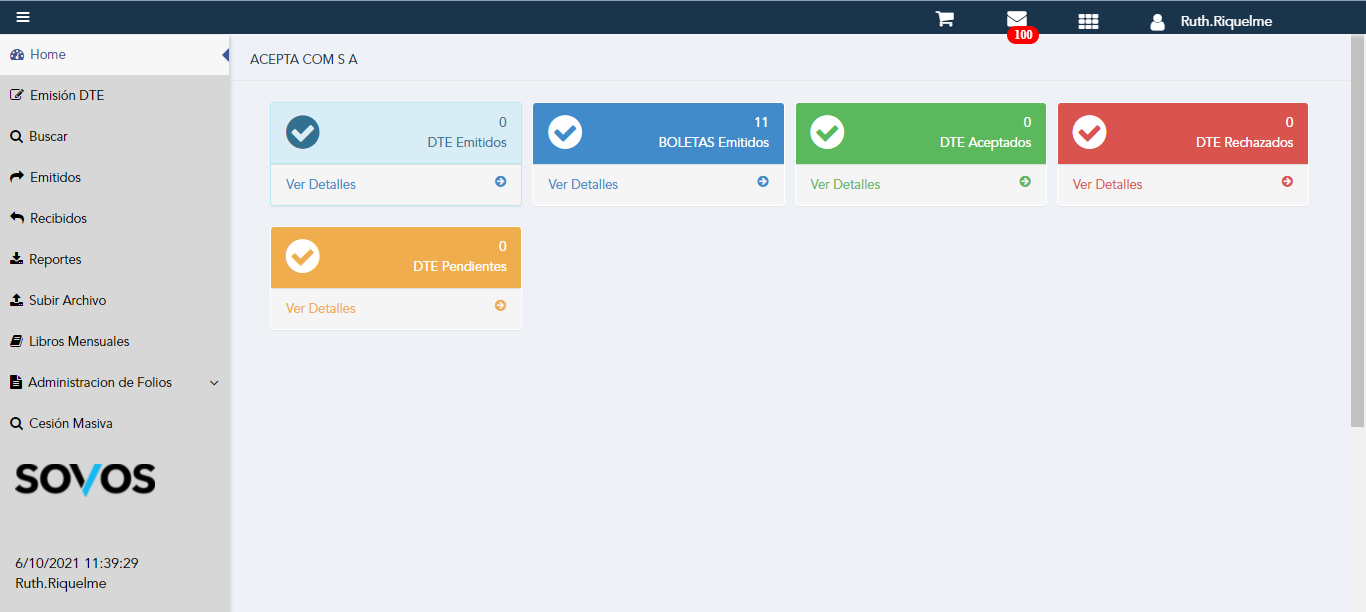 100
Ruth.Riquelme
Home
Emisión DTE
Buscar
Emitidos
Recibidos
Reportes
Subir Archivo
Libros Mensuales
Administracion de Folios
Cesión Masiva
SOVOS
6/10/2021 11:39:29
Ruth.Riquelme
ACEPTA COM S A
0
DTE Emitidos
Ver Detalles
11
BOLETAS Emitidos
Ver Detalles
0
DTE Aceptados
Ver Detalles
0
DTE Rechazados
Ver Detalles
0
DTE Pendientes
Ver Detalles